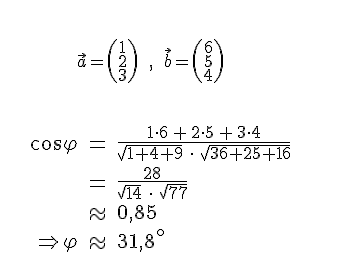 a⃗ = (1 2 3) , b⃗ = (6 5 4)
cosφ = (1·6 + 2·5 + 3·4) / (√(1+4+9) · √(36+25+16))
= 28 / (√14 · √77)
≈ 0,85
⇒ φ ≈ 31,8°